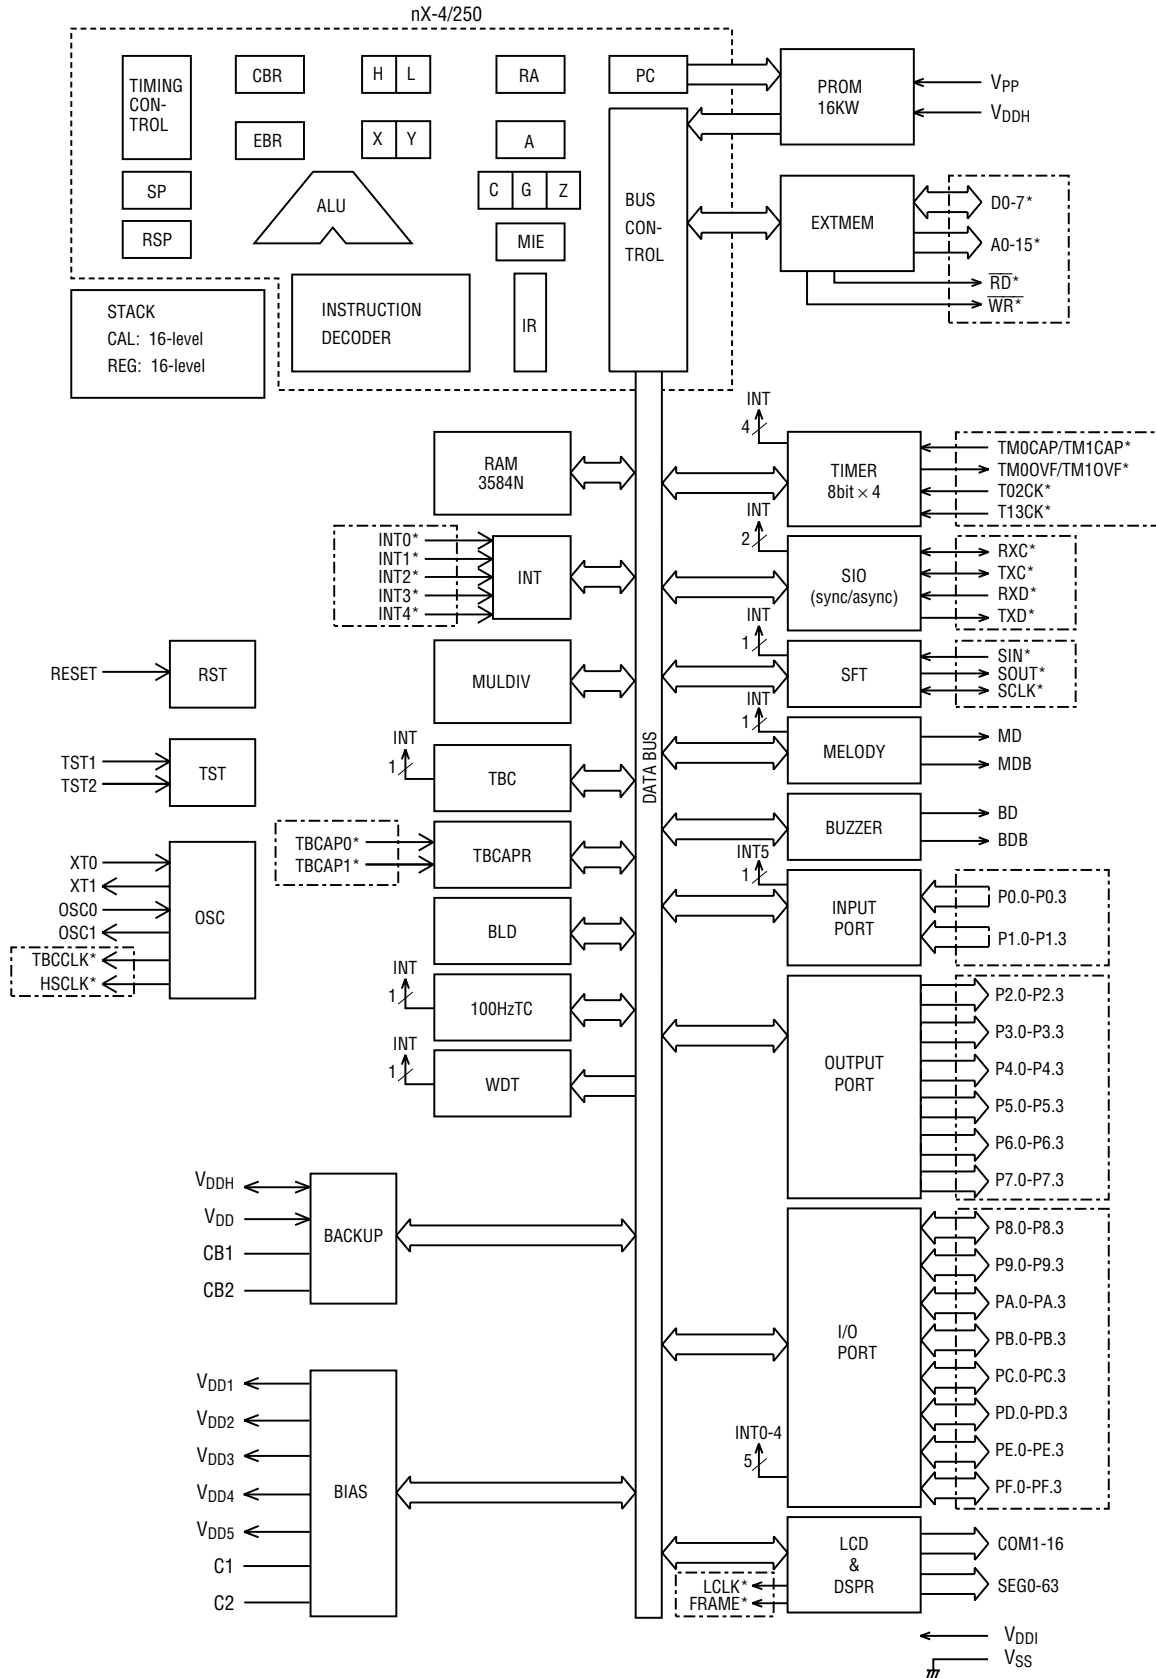 nX-4/250
TIMING
CON-
TROL
CBR
H L
RA
PC
PROM
16KW
VPP
VDDH
EBR
X Y
A
SP
ALU
C G Z
BUS
CON-
TROL
EXTMEM
D0-7*
A0-15*
RD*
WR*
RSP
MIE
STACK
CAL: 16-level
REG: 16-level
INSTRUCTION
DECODER
IR
INT
4
RAM
3584N
TIMER
8bit × 4
TM0CAP/TM1CAP*
TM0OVF/TM1OVF*
T02CK*
T13CK*
INT0*
INT1*
INT2*
INT3*
INT4*
INT
INT
2
SIO
(sync/async)
RXC*
TXC*
RXD*
TXD*
RESET
RST
MULDIV
INT
1
SFT
SIN*
SOUT*
SCLK*
DATA BUS
TST1
TST2
TST
INT
1
TBC
INT
1
MELODY
MD
MDB
TBCAP0*
TBCAP1*
TBCAPR
BUZZER
BD
BDB
XT0
XT1
OSC0
OSC1
TBCCLK*
HSCLK*
OSC
BLD
INT5
1
INPUT
PORT
P0.0-P0.3
P1.0-P1.3
INT
1
100HzTC
INT
1
WDT
OUTPUT
PORT
P2.0-P2.3
P3.0-P3.3
P4.0-P4.3
P5.0-P5.3
P6.0-P6.3
P7.0-P7.3
VDDH
VDD
CB1
CB2
BACKUP
I/O
PORT
P8.0-P8.3
P9.0-P9.3
PA.0-PA.3
PB.0-PB.3
PC.0-PC.3
PD.0-PD.3
PE.0-PE.3
PF.0-PF.3
INT0-4
5
VDD1
VDD2
VDD3
VDD4
VDD5
C1
C2
BIAS
LCD
&
DSPR
COM1-16
SEG0-63
LCLK*
FRAME*
VDDI
VSS